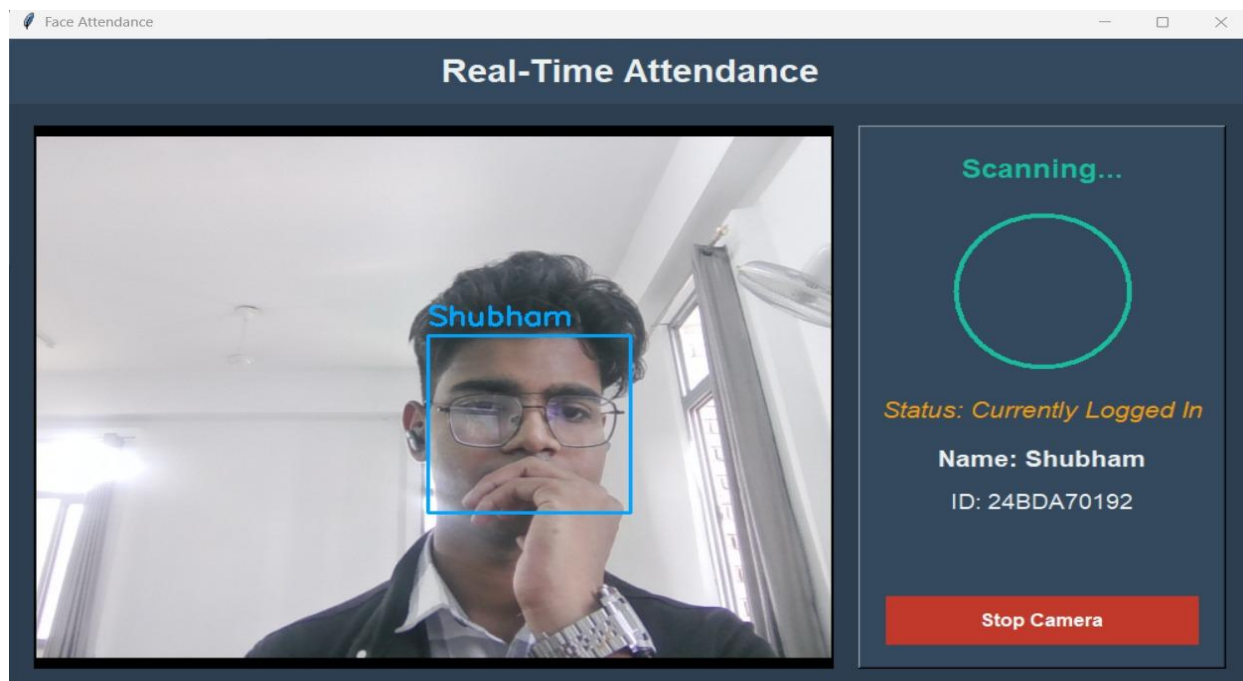 Face Attendance
Real-Time Attendance
Shubham
Scanning...
Status: Currently Logged In
Name: Shubham
ID: 24BDA70192
Stop Camera